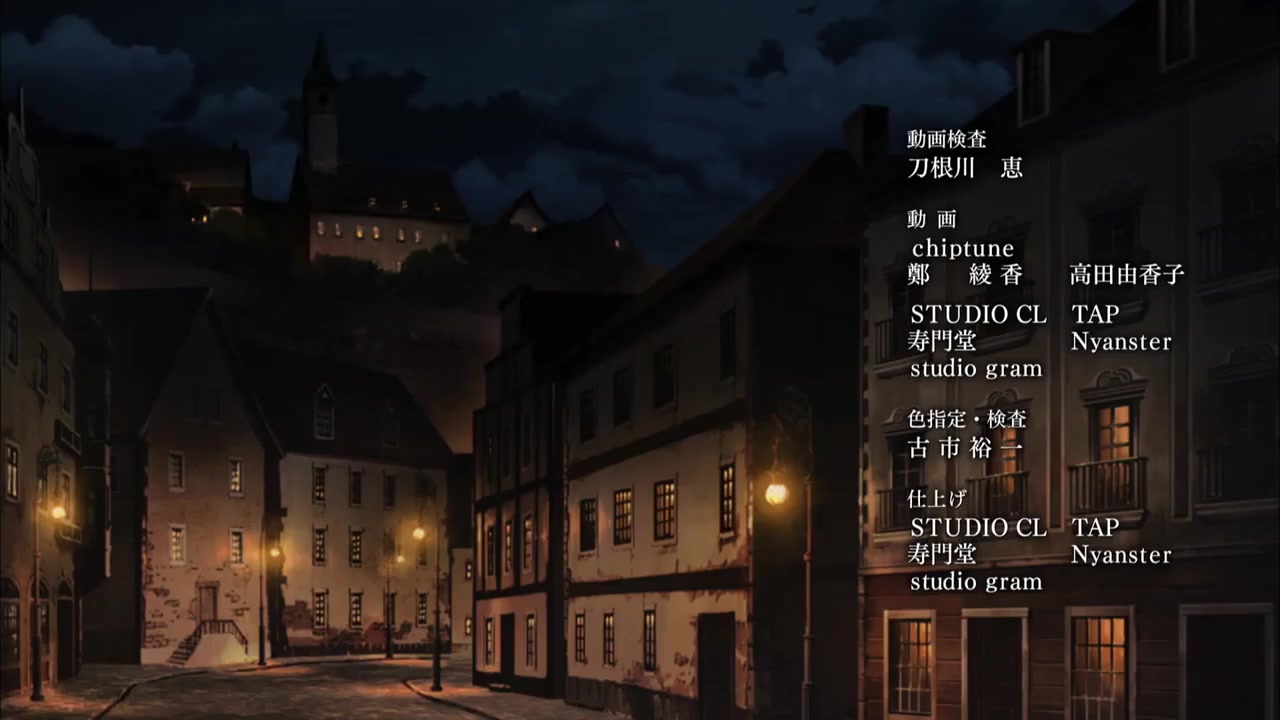 動画検査
刀根川 恵
動 画
chiptune
鄭 綾香 高田由香子
STUDIO CL TAP
寿門堂 Nyanster
studio gram
色指定・検査
古市裕一
仕上げ
STUDIO CL TAP
寿門堂 Nyanster
studio gram